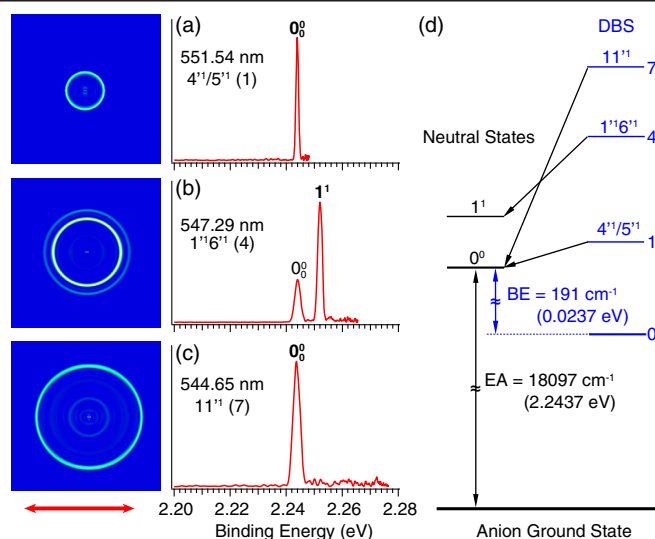 (a)
551.54 nm
4'¹/5'¹ (1)
0⁰₀
(b)
547.29 nm
1'¹6'¹ (4)
0⁰₀
1¹
(c)
544.65 nm
11'¹ (7)
0⁰₀
2.20 2.22 2.24 2.26 2.28
Binding Energy (eV)
(d)
DBS
11'¹ 7
Neutral States
1'¹6'¹ 4
1¹
4'¹/5'¹ 1
0⁰
BE = 191 cm⁻¹
(0.0237 eV)
0
EA = 18097 cm⁻¹
(2.2437 eV)
Anion Ground State